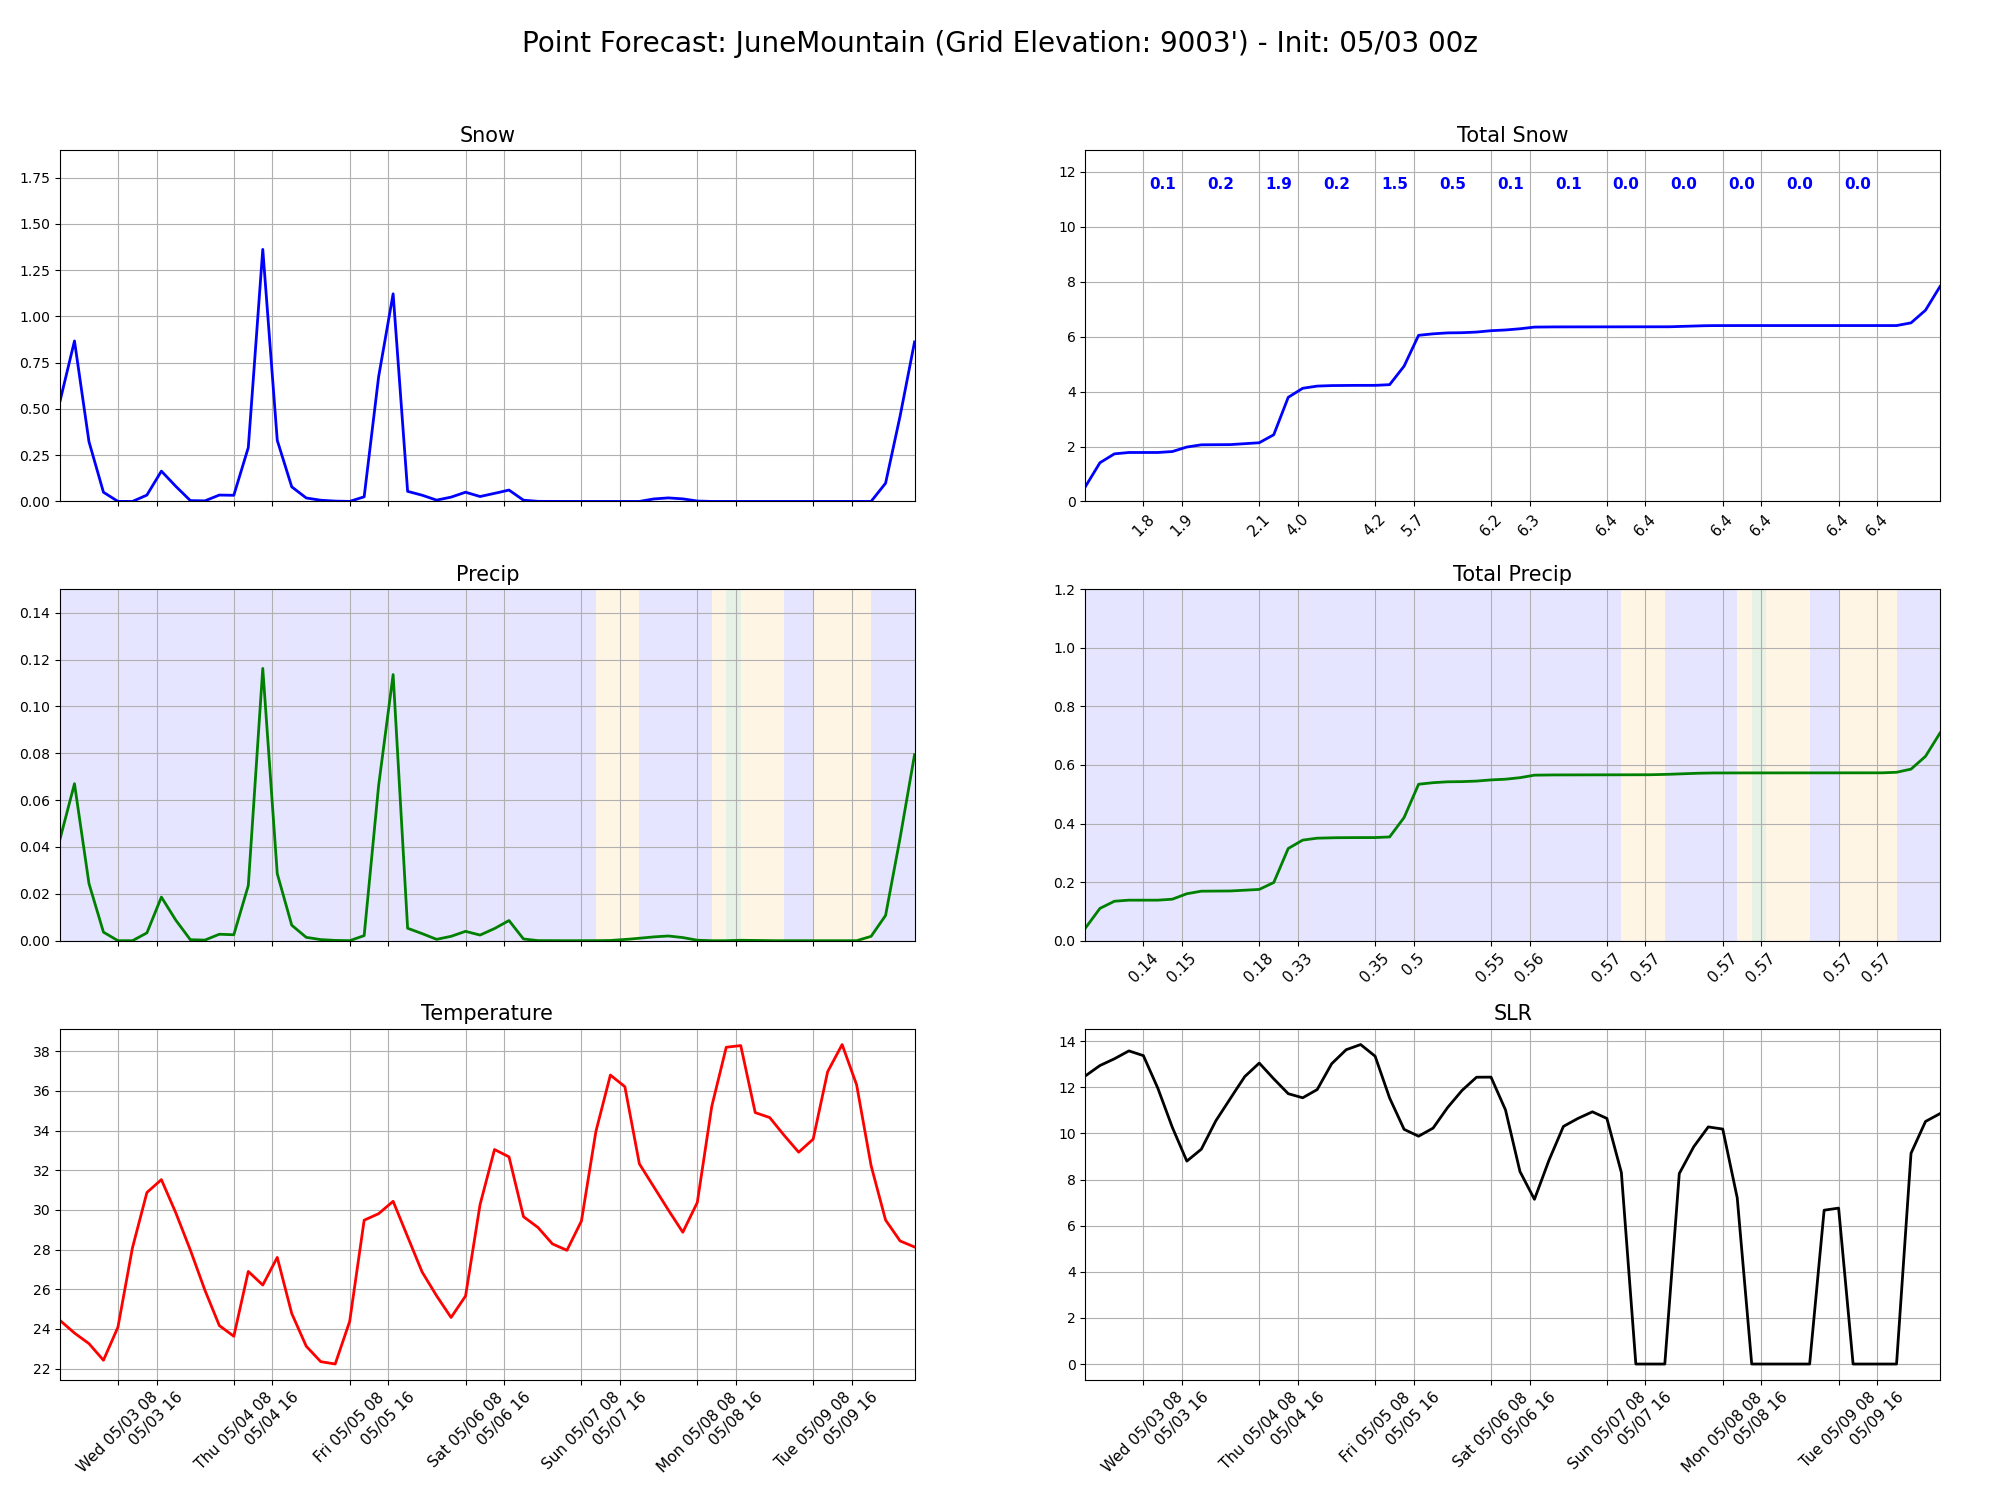 Point Forecast: JuneMountain (Grid Elevation: 9003') - Init: 05/03 00z
Snow
1.75
1.50
1.25
1.00
0.75
0.50
0.25
0.00
Total Snow
12
10
8
6
4
2
0
0.1 0.2 1.9 0.2 1.5 0.5 0.1 0.1 0.0 0.0 0.0 0.0 0.0
1.8 1.9 2.1 4.0 4.2 5.7 6.2 6.3 6.4 6.4 6.4 6.4 6.4 6.4
Precip
0.14
0.12
0.10
0.08
0.06
0.04
0.02
0.00
Total Precip
1.2
1.0
0.8
0.6
0.4
0.2
0.0
0.14 0.15 0.18 0.33 0.35 0.5 0.55 0.56 0.57 0.57 0.57 0.57 0.57 0.57
Temperature
38
36
34
32
30
28
26
24
22
Wed 05/03 08
05/03 16
Thu 05/04 08
05/04 16
Fri 05/05 08
05/05 16
Sat 05/06 08
05/06 16
Sun 05/07 08
05/07 16
Mon 05/08 08
05/08 16
Tue 05/09 08
05/09 16
SLR
14
12
10
8
6
4
2
0
Wed 05/03 08
05/03 16
Thu 05/04 08
05/04 16
Fri 05/05 08
05/05 16
Sat 05/06 08
05/06 16
Sun 05/07 08
05/07 16
Mon 05/08 08
05/08 16
Tue 05/09 08
05/09 16